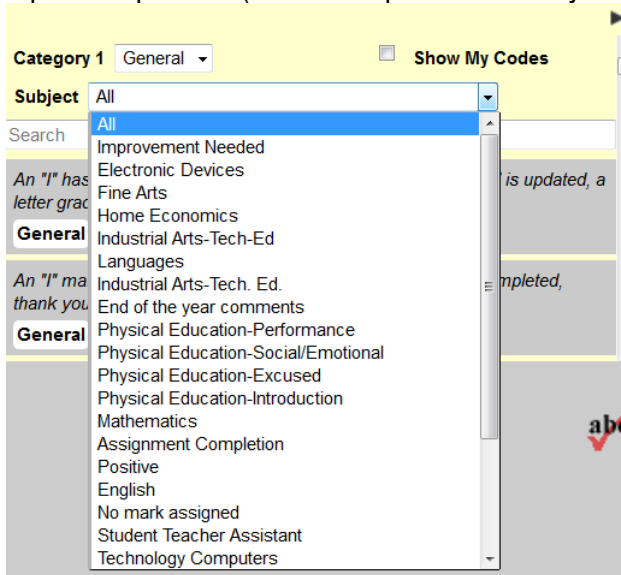 Category 1 General Show My Codes
Subject All
Search
All
Improvement Needed
Electronic Devices
Fine Arts
Home Economics
Industrial Arts-Tech-Ed
Languages
Industrial Arts-Tech. Ed.
End of the year comments
Physical Education-Performance
Physical Education-Social/Emotional
Physical Education-Excused
Physical Education-Introduction
Mathematics
Assignment Completion
Positive
English
No mark assigned
Student Teacher Assistant
Technology Computers
An "I" has is updated, a
letter
General
An "I"
thank you
General